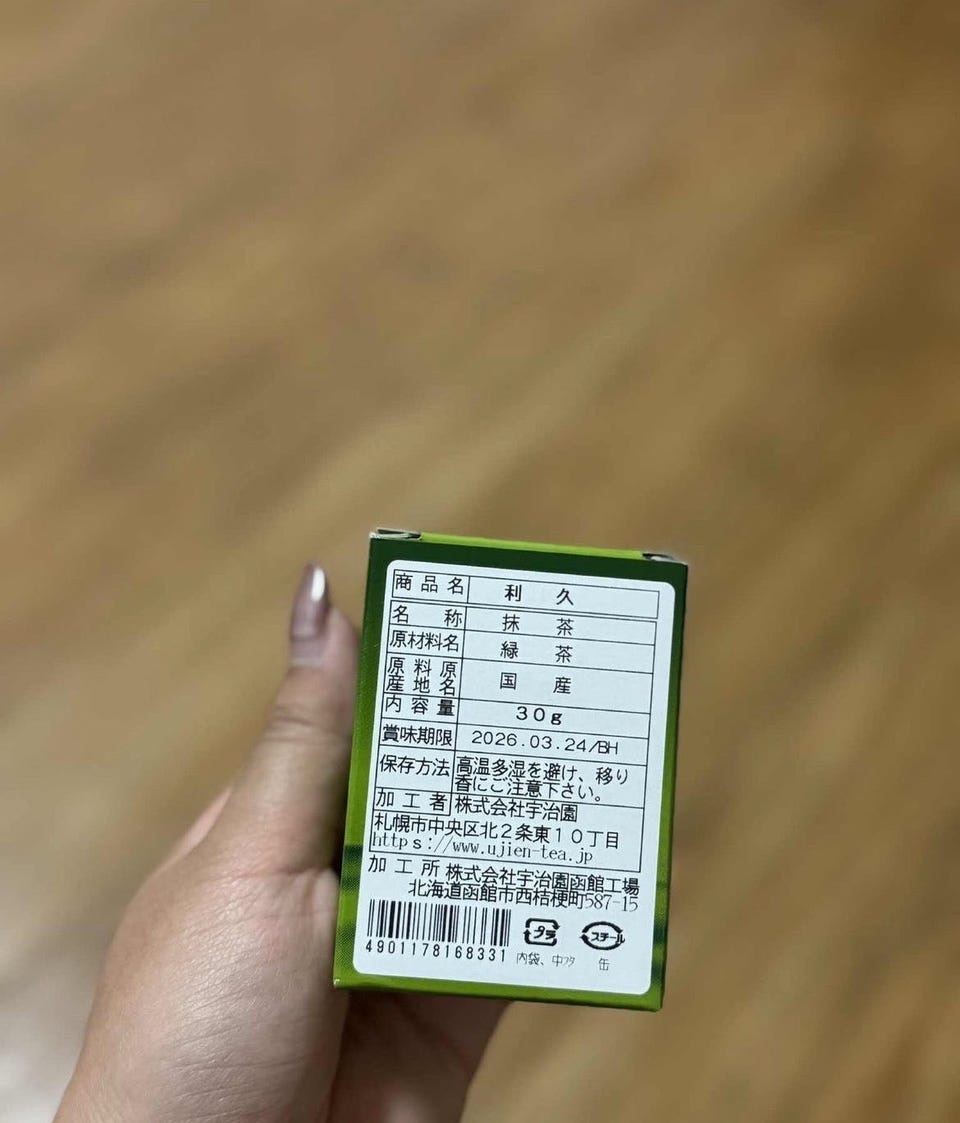 商品名 利久
名称 抹茶
原材料名 緑茶
原料原産地名 国産
内容量 30g
賞味期限 2026.03.24/BH
保存方法 高温多湿を避け、移り
香にご注意下さい。
加工者 株式会社宇治園
札幌市中央区北2条東10丁目
https://www.ujien-tea.jp
加工所 株式会社宇治園函館工場
北海道函館市西桔梗町587-15
4901178168331
プラ
内袋、中フタ
スチール
缶